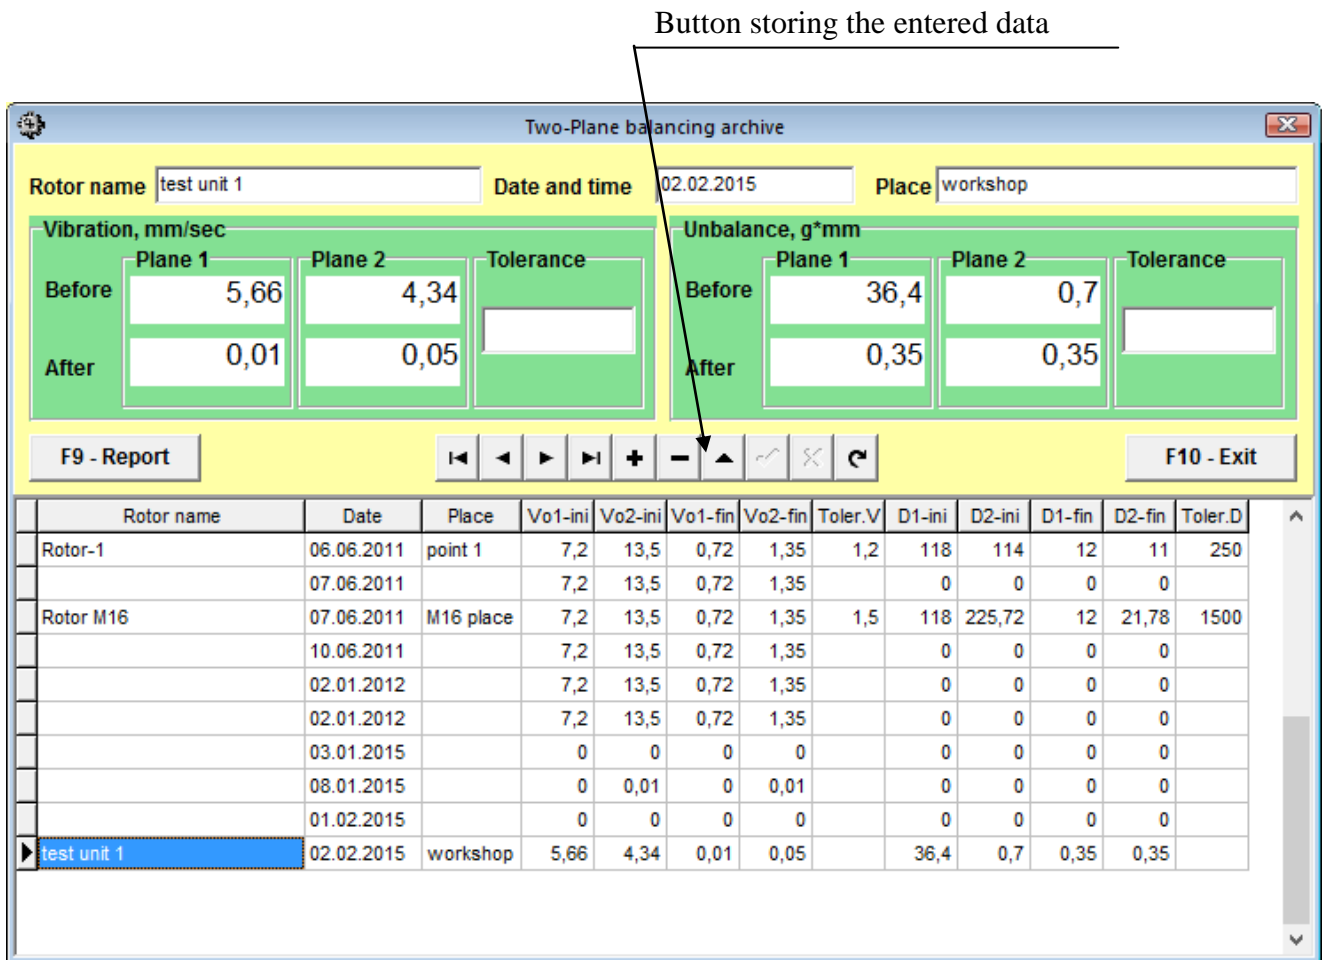 Button storing the entered data
Two-Plane balancing archive
Rotor name test unit 1 Date and time 02.02.2015 Place workshop
Vibration, mm/sec Unbalance, g*mm
Plane 1 Plane 2 Tolerance Plane 1 Plane 2 Tolerance
Before 5,66 4,34 Before 36,4 0,7
After 0,01 0,05 After 0,35 0,35
F9 - Report F10 - Exit
Rotor name Date Place Vo1-ini Vo2-ini Vo1-fin Vo2-fin Toler.V D1-ini D2-ini D1-fin D2-fin Toler.D
Rotor-1 06.06.2011 point 1 7,2 13,5 0,72 1,35 1,2 118 114 12 11 250
07.06.2011 7,2 13,5 0,72 1,35 0 0 0 0
Rotor M16 07.06.2011 M16 place 7,2 13,5 0,72 1,35 1,5 118 225,72 12 21,78 1500
10.06.2011 7,2 13,5 0,72 1,35 0 0 0 0
02.01.2012 7,2 13,5 0,72 1,35 0 0 0 0
02.01.2012 7,2 13,5 0,72 1,35 0 0 0 0
03.01.2015 0 0 0 0 0 0 0 0
08.01.2015 0 0,01 0 0,01 0 0 0 0
01.02.2015 0 0 0 0 0 0 0 0
test unit 1 02.02.2015 workshop 5,66 4,34 0,01 0,05 36,4 0,7 0,35 0,35